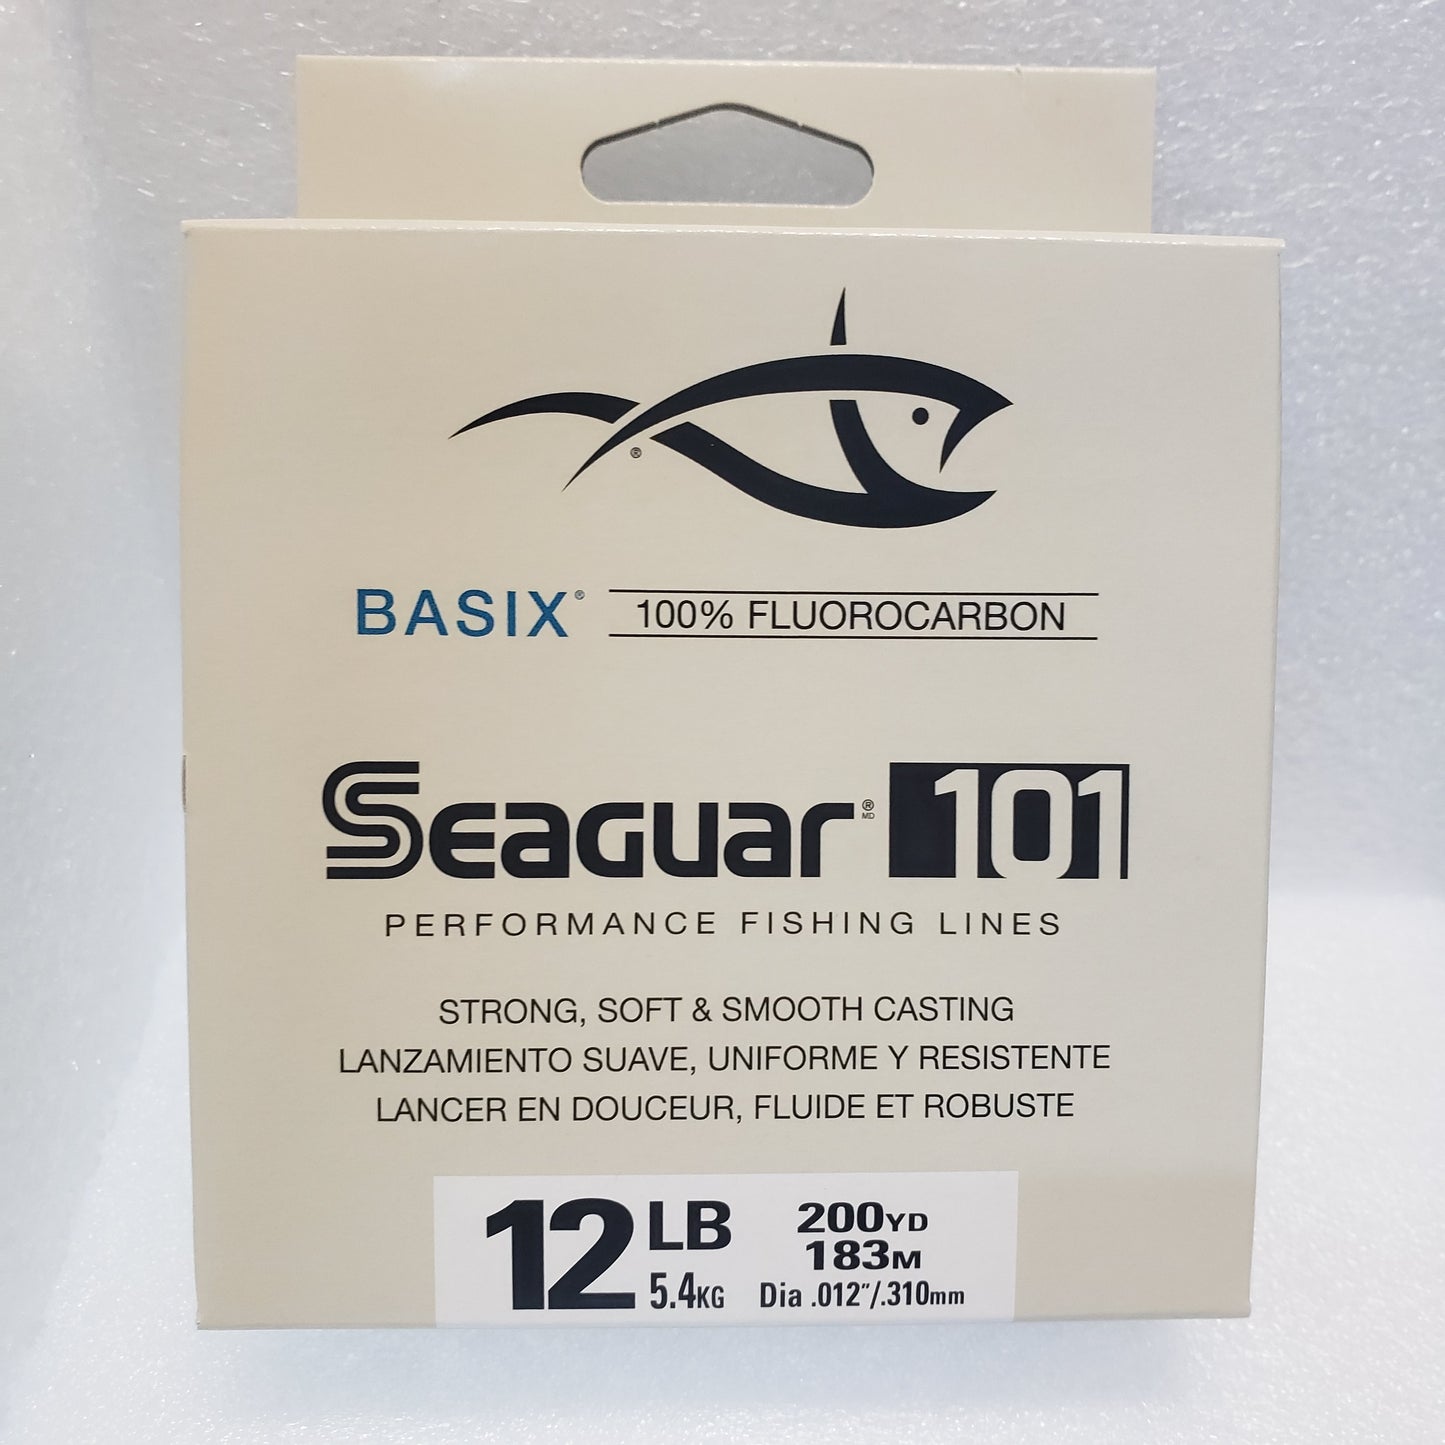 ®
BASIX® 100% FLUOROCARBON
SEAGUAR® MD 101
PERFORMANCE FISHING LINES
STRONG, SOFT & SMOOTH CASTING
LANZAMIENTO SUAVE, UNIFORME Y RESISTENTE
LANCER EN DOUCEUR, FLUIDE ET ROBUSTE
12 LB 200YD
183M
5.4KG Dia .012"/.310mm